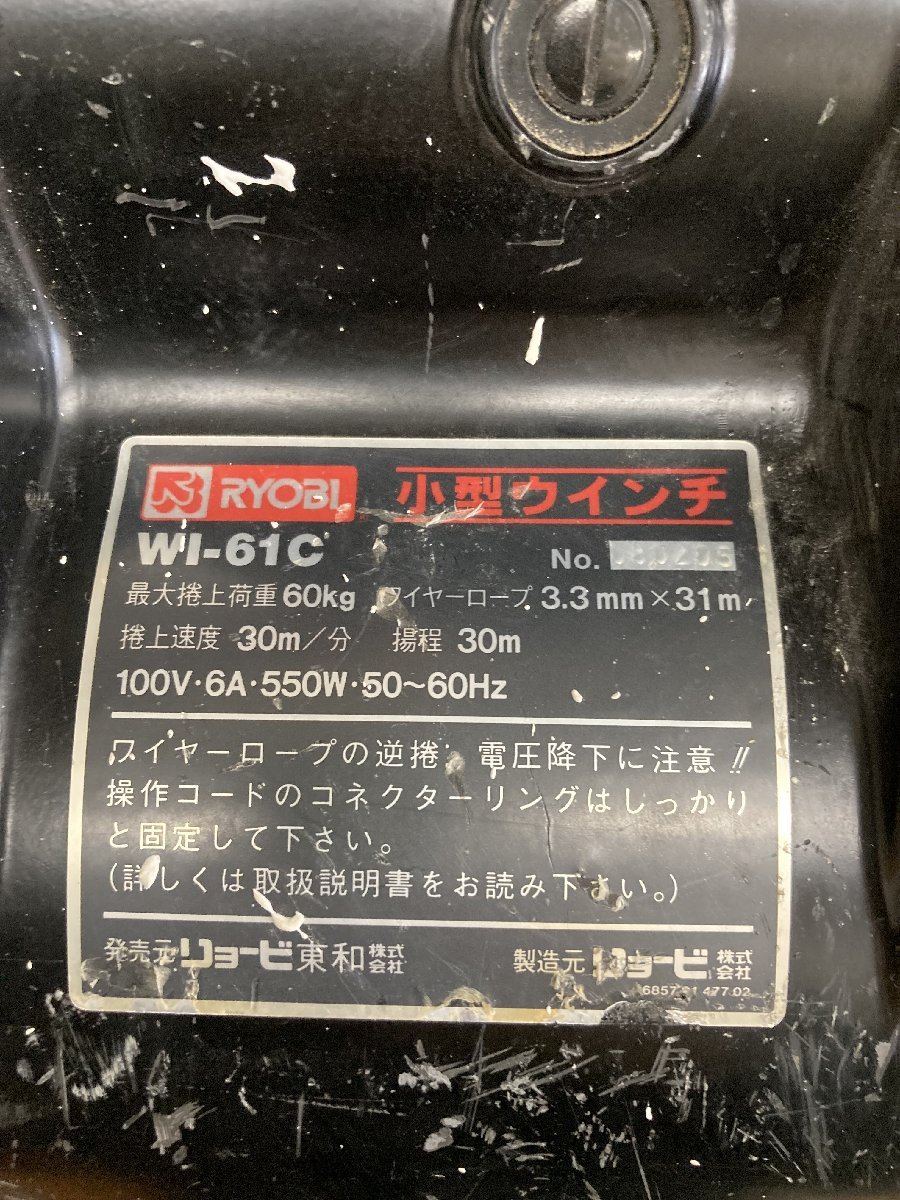 RYOBI 小型ウインチ
WI-61C No.
最大捲上荷重 60kg ワイヤーロープ 3.3mm×31m
捲上速度 30m/分 揚程 30m
100V・6A・550W・50〜60Hz
ワイヤーロープの逆捲、電圧降下に注意!!
操作コードのコネクターリングはしっかり
と固定して下さい。
(詳しくは取扱説明書をお読み下さい。)
発売元 リョービ東和株式会社 製造元 リョービ株式会社